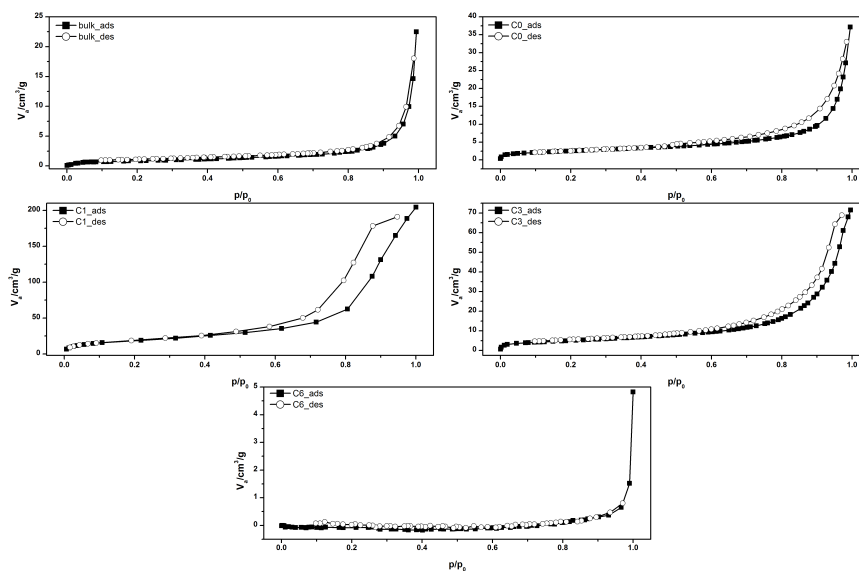 bulk_ads
bulk_des
25
20
15
10
5
0
V_a/cm³/g
0.0 0.2 0.4 0.6 0.8 1.0
p/p₀
C0_ads
C0_des
40
35
30
25
20
15
10
5
0
V_a/cm³/g
0.0 0.2 0.4 0.6 0.8 1.0
p/p₀
C1_ads
C1_des
200
150
100
50
0
V_a/cm³/g
0.0 0.2 0.4 0.6 0.8 1.0
p/p₀
C3_ads
C3_des
80
70
60
50
40
30
20
10
0
V_a/cm³/g
0.0 0.2 0.4 0.6 0.8 1.0
p/p₀
C6_ads
C6_des
5
4
3
2
1
0
V_a/cm³/g
0.0 0.2 0.4 0.6 0.8 1.0
p/p₀